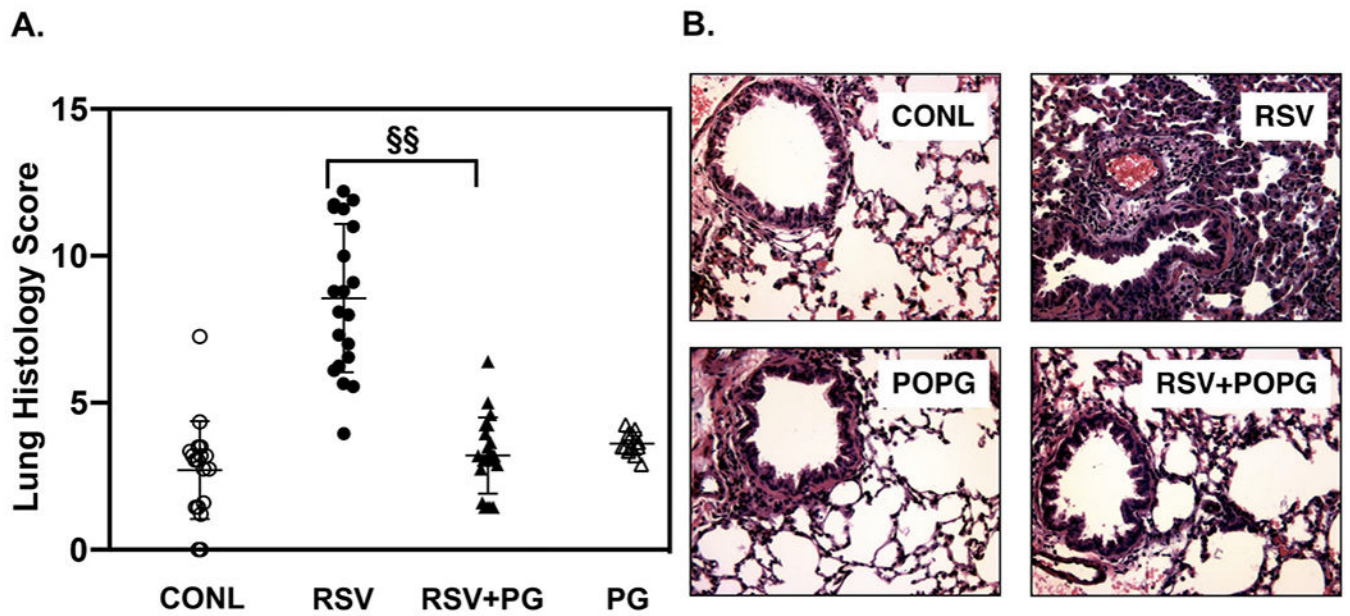 A.
Lung Histology Score
15
10
5
0
§§
CONL
RSV
RSV+PG
PG
B.
CONL
RSV
POPG
RSV+POPG